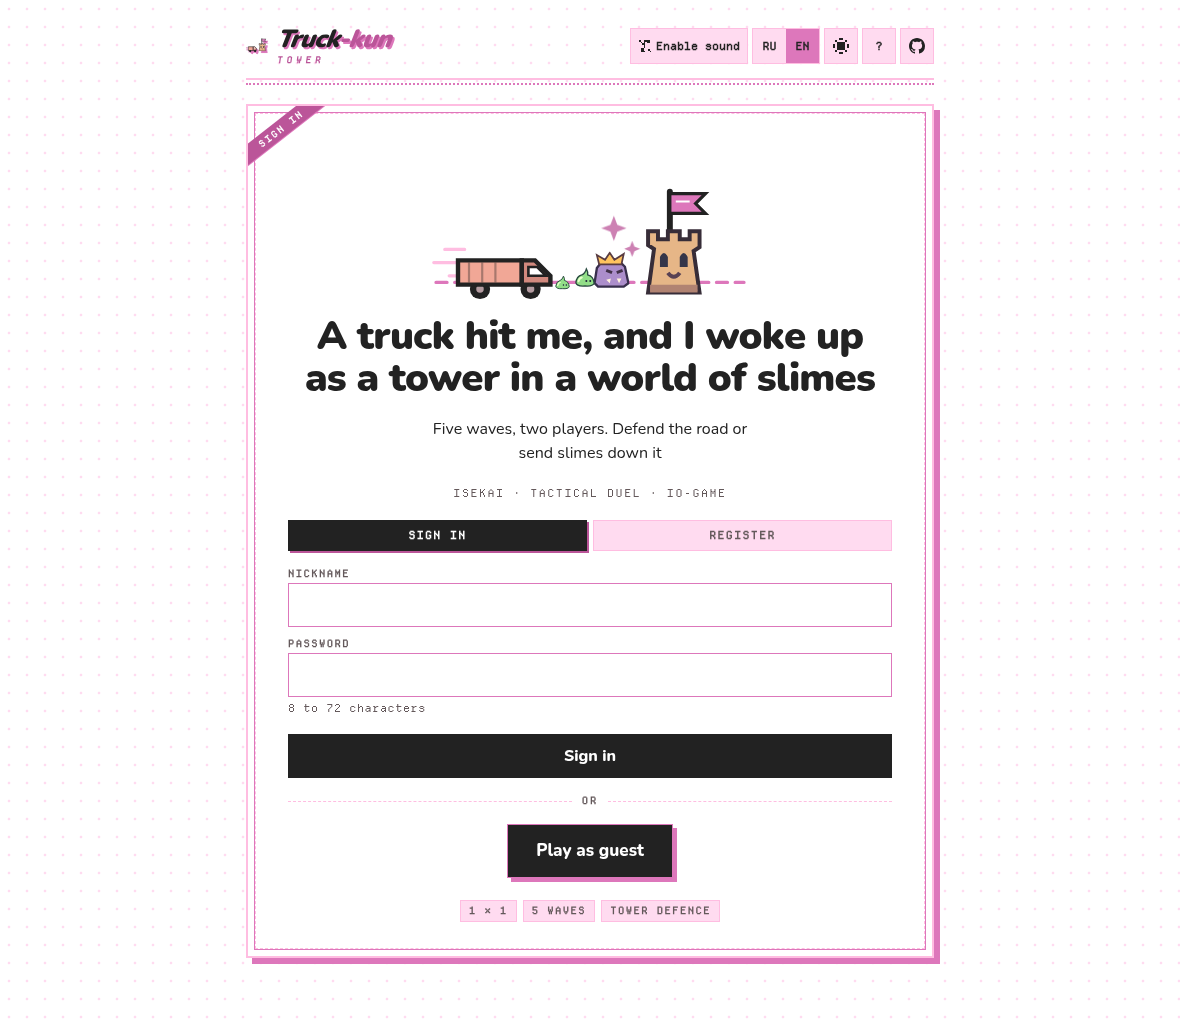 Truck-kun
TOWER
Enable sound
RU
EN
?
SIGN IN
A truck hit me, and I woke up
as a tower in a world of slimes
Five waves, two players. Defend the road or
send slimes down it
ISEKAI · TACTICAL DUEL · IO-GAME
SIGN IN
REGISTER
NICKNAME
PASSWORD
8 to 72 characters
Sign in
OR
Play as guest
1 × 1
5 WAVES
TOWER DEFENCE